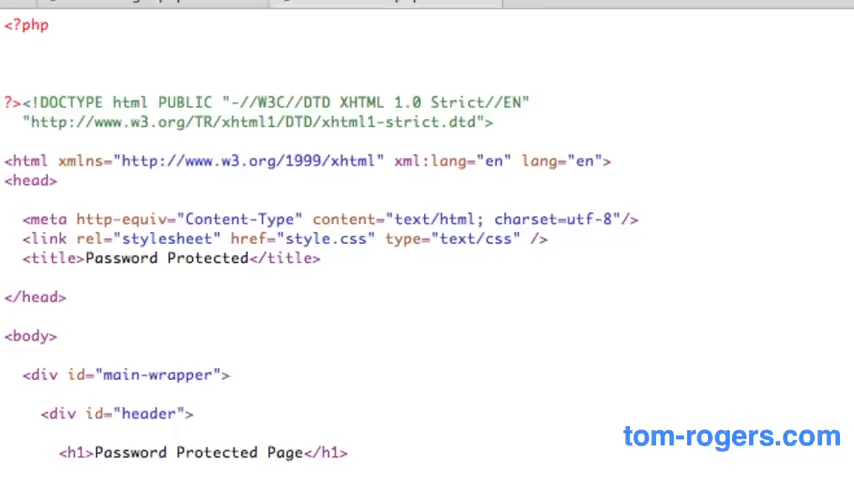 <?php
?><!DOCTYPE html PUBLIC "-//W3C//DTD XHTML 1.0 Strict//EN"
"http://www.w3.org/TR/xhtml1/DTD/xhtml1-strict.dtd">
<html xmlns="http://www.w3.org/1999/xhtml" xml:lang="en" lang="en">
<head>
<meta http-equiv="Content-Type" content="text/html; charset=utf-8"/>
<link rel="stylesheet" href="style.css" type="text/css" />
<title>Password Protected</title>
</head>
<body>
<div id="main-wrapper">
<div id="header">
<h1>Password Protected Page</h1>
tom-rogers.com